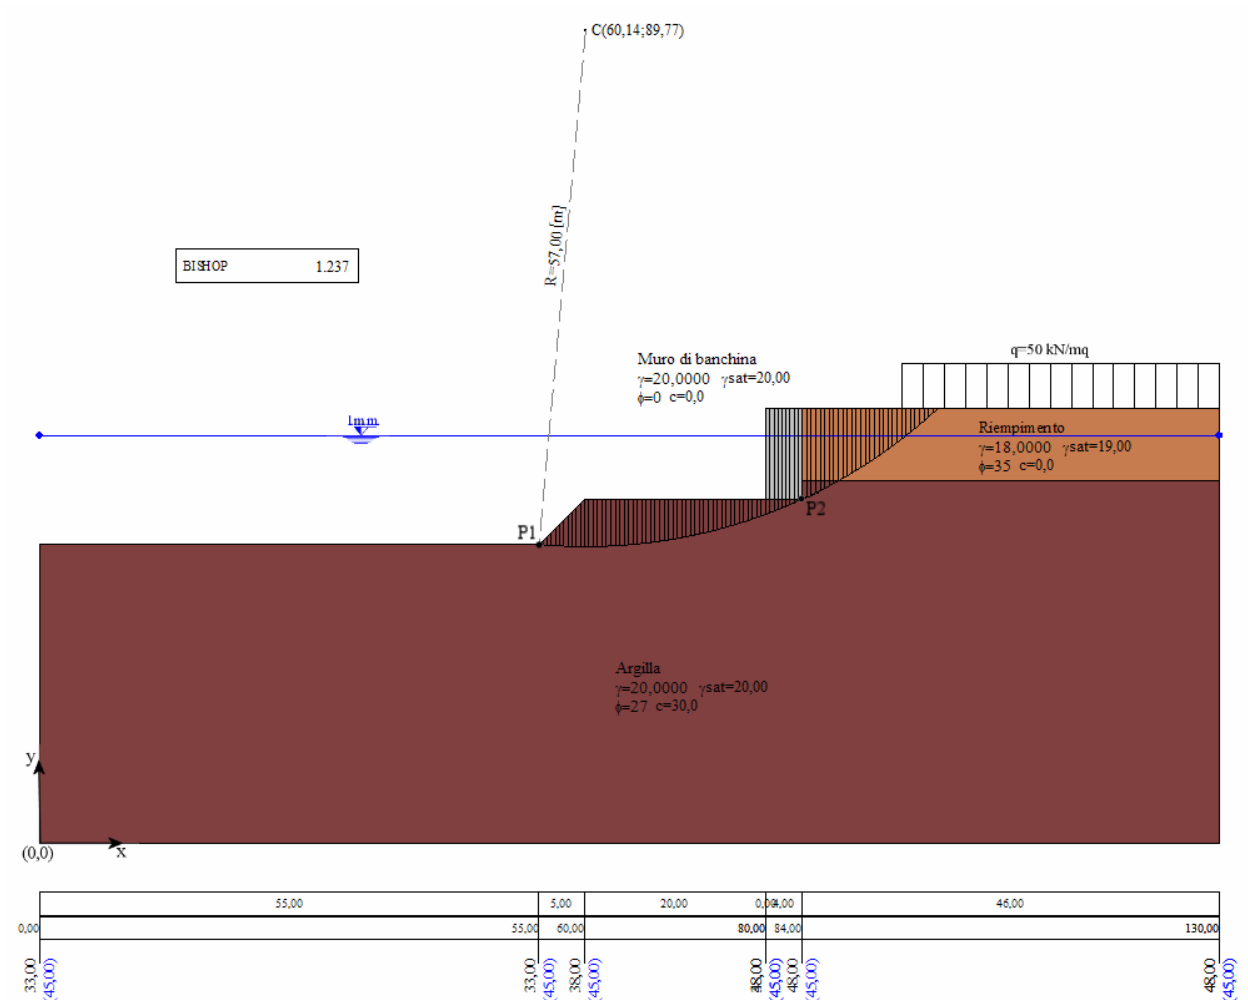 C(60,14;89,77)
R=57,00 [m]
BISHOP 1.237
q=50 kN/mq
Muro di banchina
γ=20,0000 γsat=20,00
ϕ=0 c=0,0
1mm
Riempimento
γ=18,0000 γsat=19,00
ϕ=35 c=0,0
P1
P2
Argilla
γ=20,0000 γsat=20,00
ϕ=27 c=30,0
y
(0,0)
x
55,00 5,00 20,00 4,00 46,00
0,00 55,00 60,00 80,00 84,00 130,00
33,00 33,00 38,00 48,00 48,00
(45,00) (45,00) (45,00) (45,00) (45,00) (45,00)